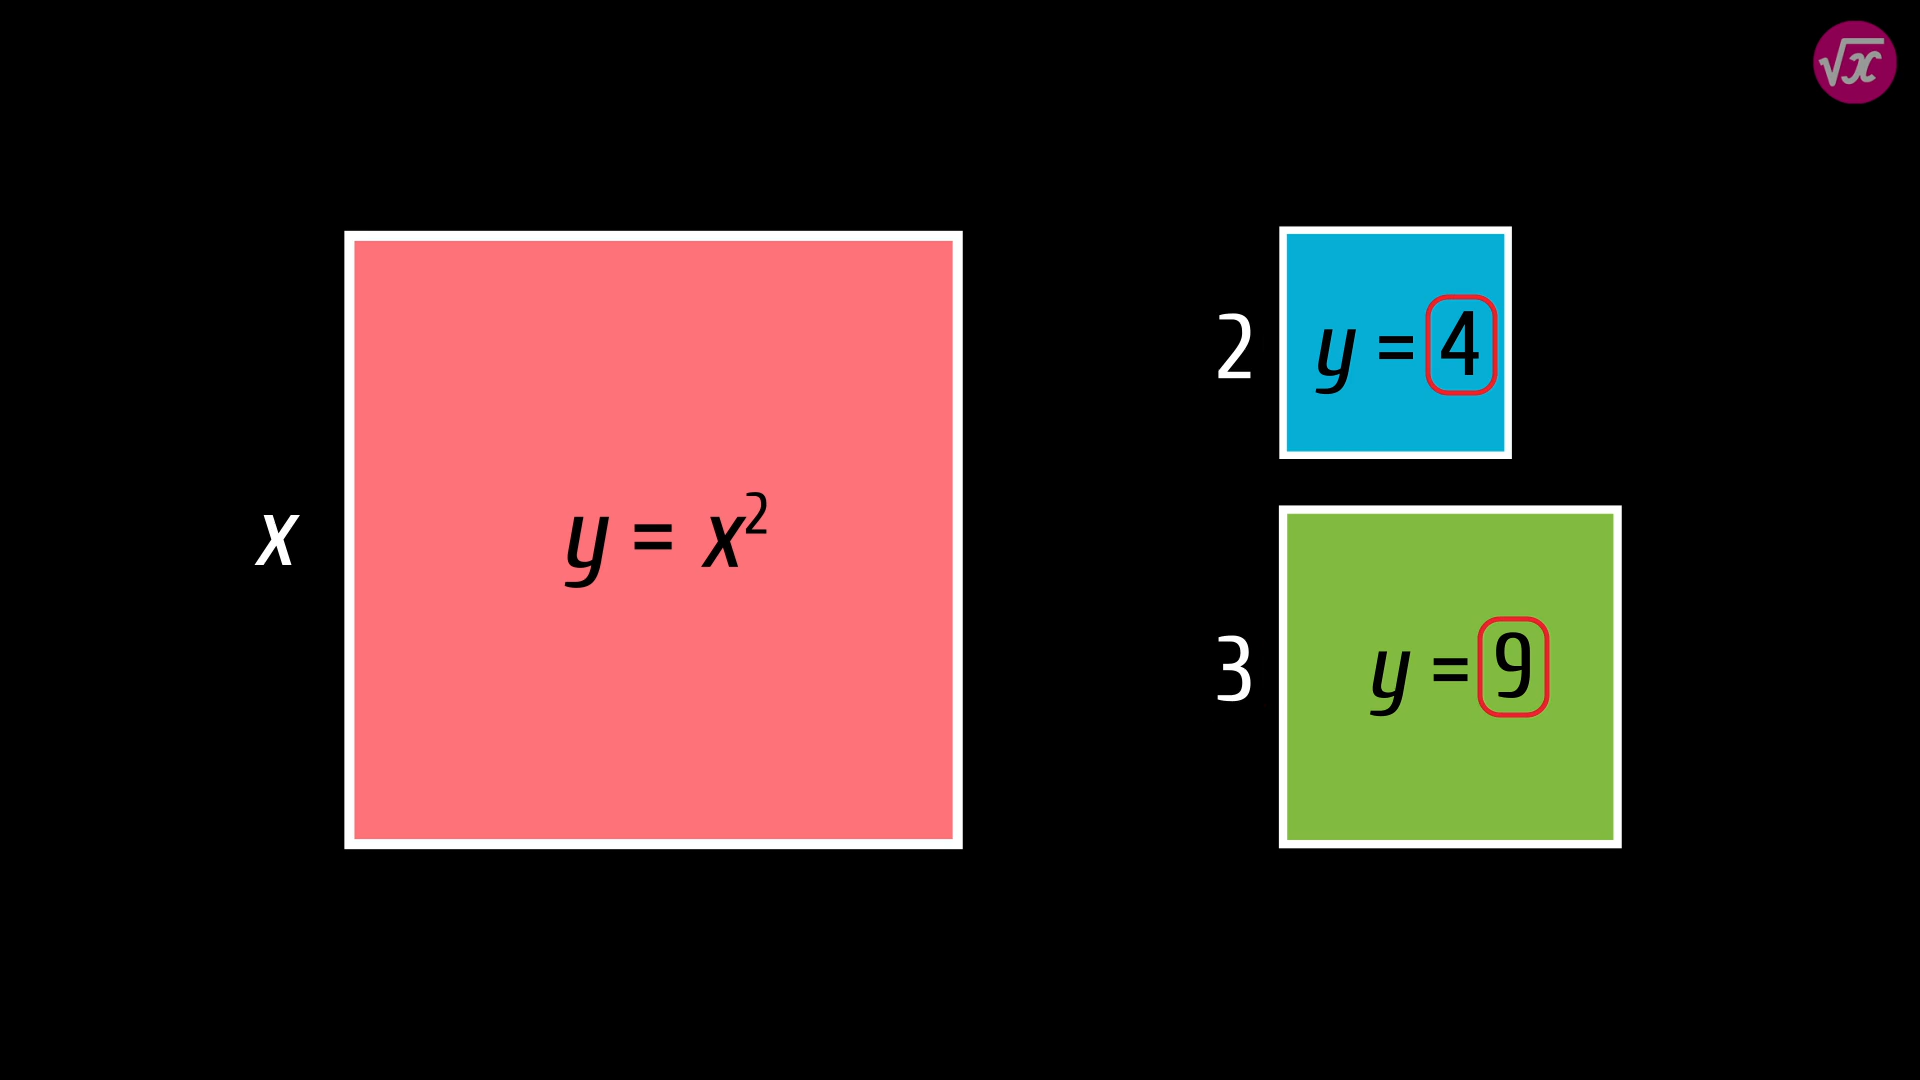 √x
x
y = x²
2
y = 4
3
y = 9